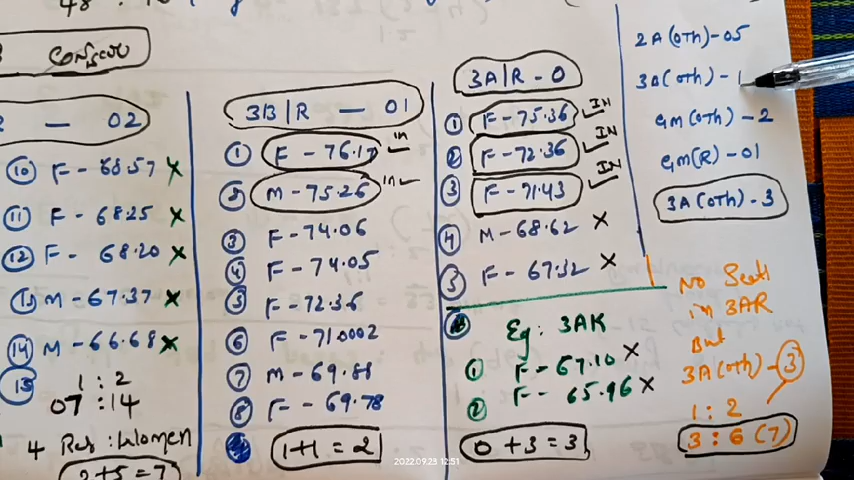 02
⑩ F - 68.57 ×
⑪ F - 68.25 ×
⑫ F - 68.20 ×
⑬ M - 67.37 ×
⑭ M - 66.68 ×
⑮
1 : 2
07 : 14
4 Res : Women
2+5=7
3B|R — 01
① F - 76.17 in ✓
② M - 75.26 in ✓
③ F - 74.06
④ F - 74.05
⑤ F - 72.36
⑥ F - 71.0002
⑦ M - 69.88
⑧ F - 69.78
1+1 = 2
3A|R - 0
① F - 75.36 ✓ IN
② F - 72.36 ✓ IN
③ F - 71.43 ✓ IN
④ M - 68.62 ×
⑤ F - 67.32 ×
Eg: 3AK
① F - 67.10 ×
② F - 65.96 ×
0 + 3 = 3
2A (oth) - 05
3B (oth) - 1
GM (oth) - 2
GM (R) - 01
3A (oth) - 3
No Seats
in 3AR
But
3A (oth) - 3
1 : 2
3 : 6 (7)
2022.09.23 12:51